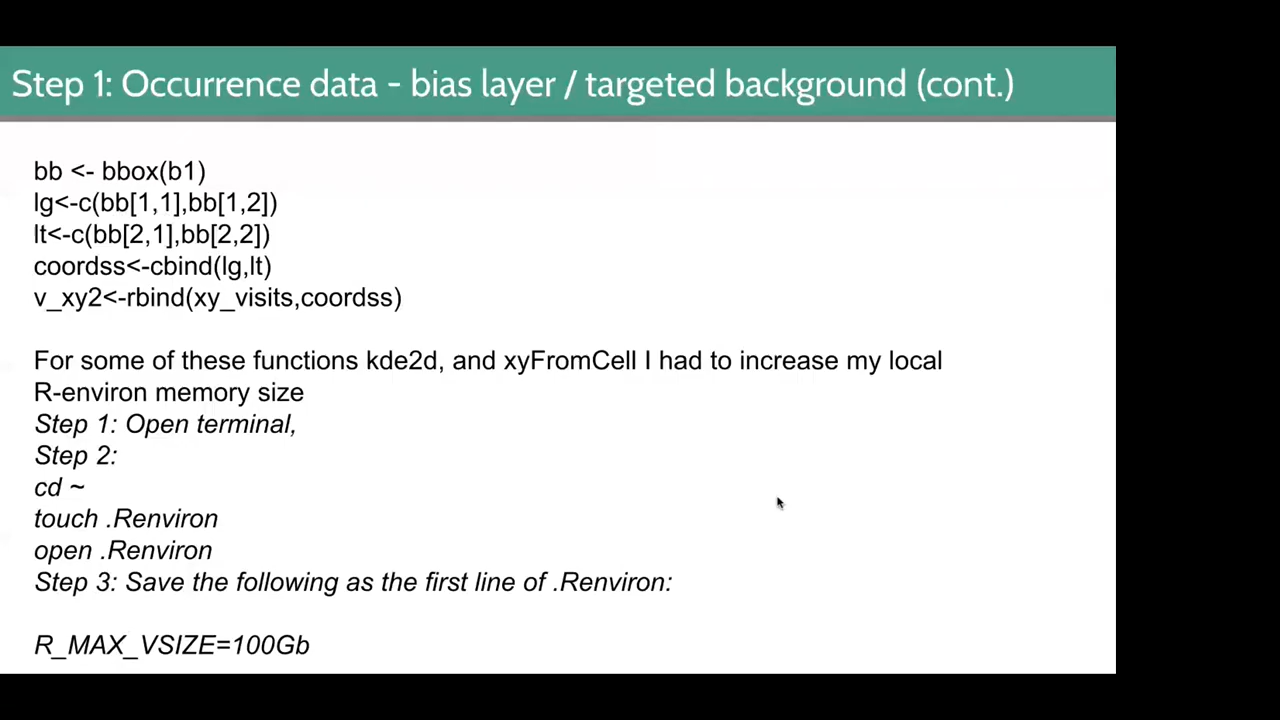 Step 1: Occurrence data - bias layer / targeted background (cont.)
bb <- bbox(b1)
lg<-c(bb[1,1],bb[1,2])
lt<-c(bb[2,1],bb[2,2])
coordss<-cbind(lg,lt)
v_xy2<-rbind(xy_visits,coordss)
For some of these functions kde2d, and xyFromCell I had to increase my local
R-environ memory size
Step 1: Open terminal,
Step 2:
cd ~
touch .Renviron
open .Renviron
Step 3: Save the following as the first line of .Renviron:
R_MAX_VSIZE=100Gb